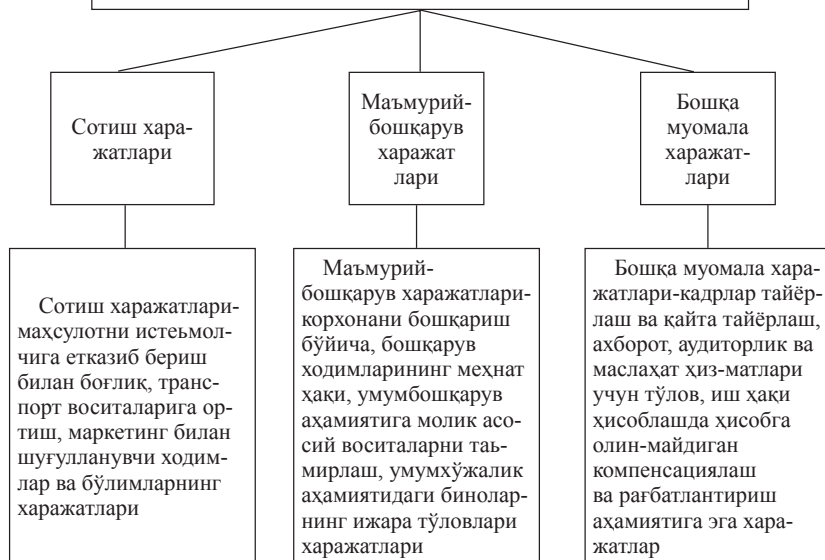 Сотиш хара-
жатлари
Маъмурий-
бошқарув
харажат
лари
Бошқа
муомала
харажат-
лари
Сотиш харажатлари-
маҳсулотни истеьмол-
чига етказиб бериш
билан боғлиқ, транс-
порт воситаларига ор-
тиш, маркетинг билан
шуғулланувчи ходим-
лар ва бўлимларнинг
харажатлари
Маъмурий-
бошқарув харажатлари-
корхонани бошқариш
бўйича, бошқарув
ходимларининг меҳнат
ҳақи, умумбошқарув
аҳамиятига молик асо-
сий воситаларни таь-
мирлаш, умумхўжалик
аҳамиятидаги бинолар-
нинг ижара тўловлари
харажатлари
Бошқа муомала хара-
жатлари-кадрлар тайёр-
лаш ва қайта тайёрлаш,
ахборот, аудиторлик ва
маслаҳат ҳиз-матлари
учун тўлов, иш ҳақи
ҳисоблашда ҳисобга
олин-майдиган
компенсациялаш
ва рағбатлантириш
аҳамиятига эга хара-
жатлар